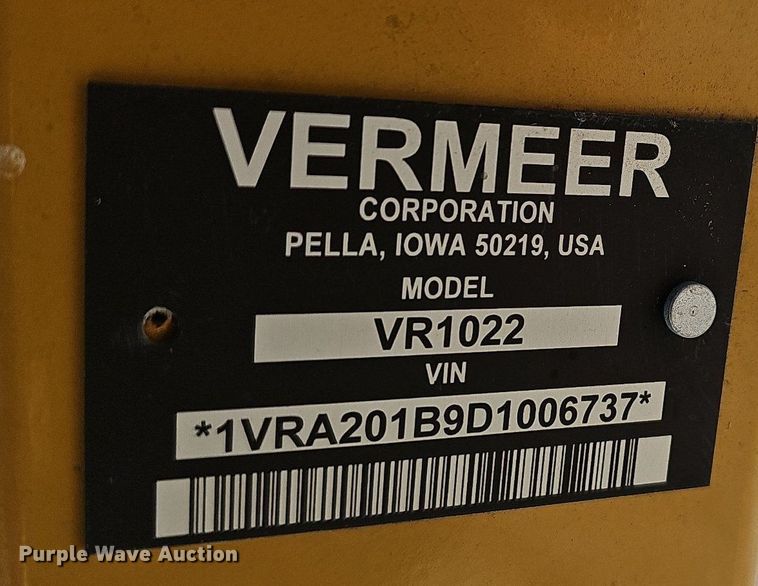 VERMEER
CORPORATION
PELLA, IOWA 50219, USA
MODEL
VR1022
VIN
*1VRA201B9D1006737*
Purple Wave Auction